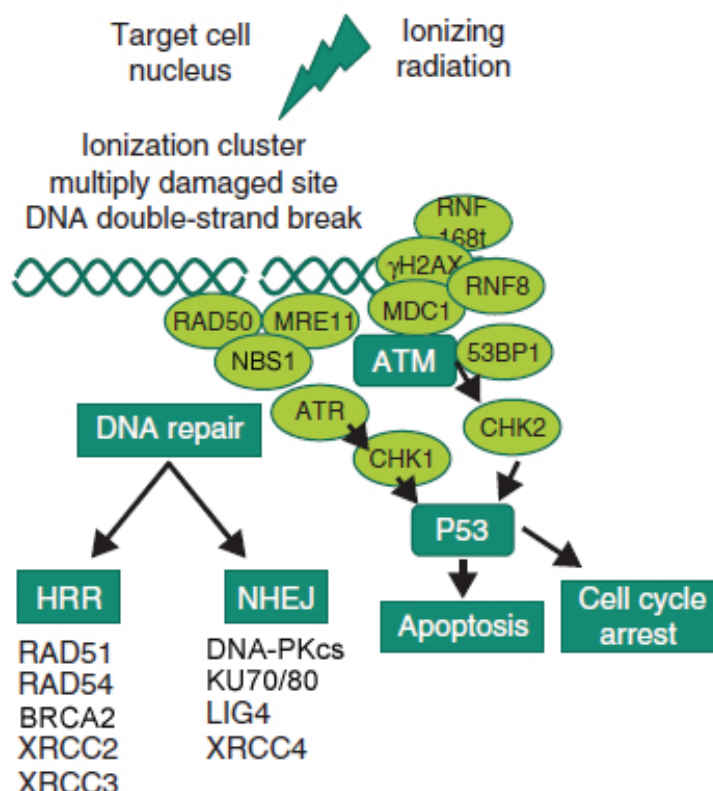 Target cell
nucleus
Ionizing
radiation
Ionization cluster
multiply damaged site
DNA double-strand break
RNF
168t
γH2AX
RNF8
MDC1
RAD50
MRE11
NBS1
ATM
53BP1
ATR
CHK2
DNA repair
CHK1
P53
HRR
NHEJ
Apoptosis
Cell cycle
arrest
RAD51
RAD54
BRCA2
XRCC2
XRCC3
DNA-PKcs
KU70/80
LIG4
XRCC4